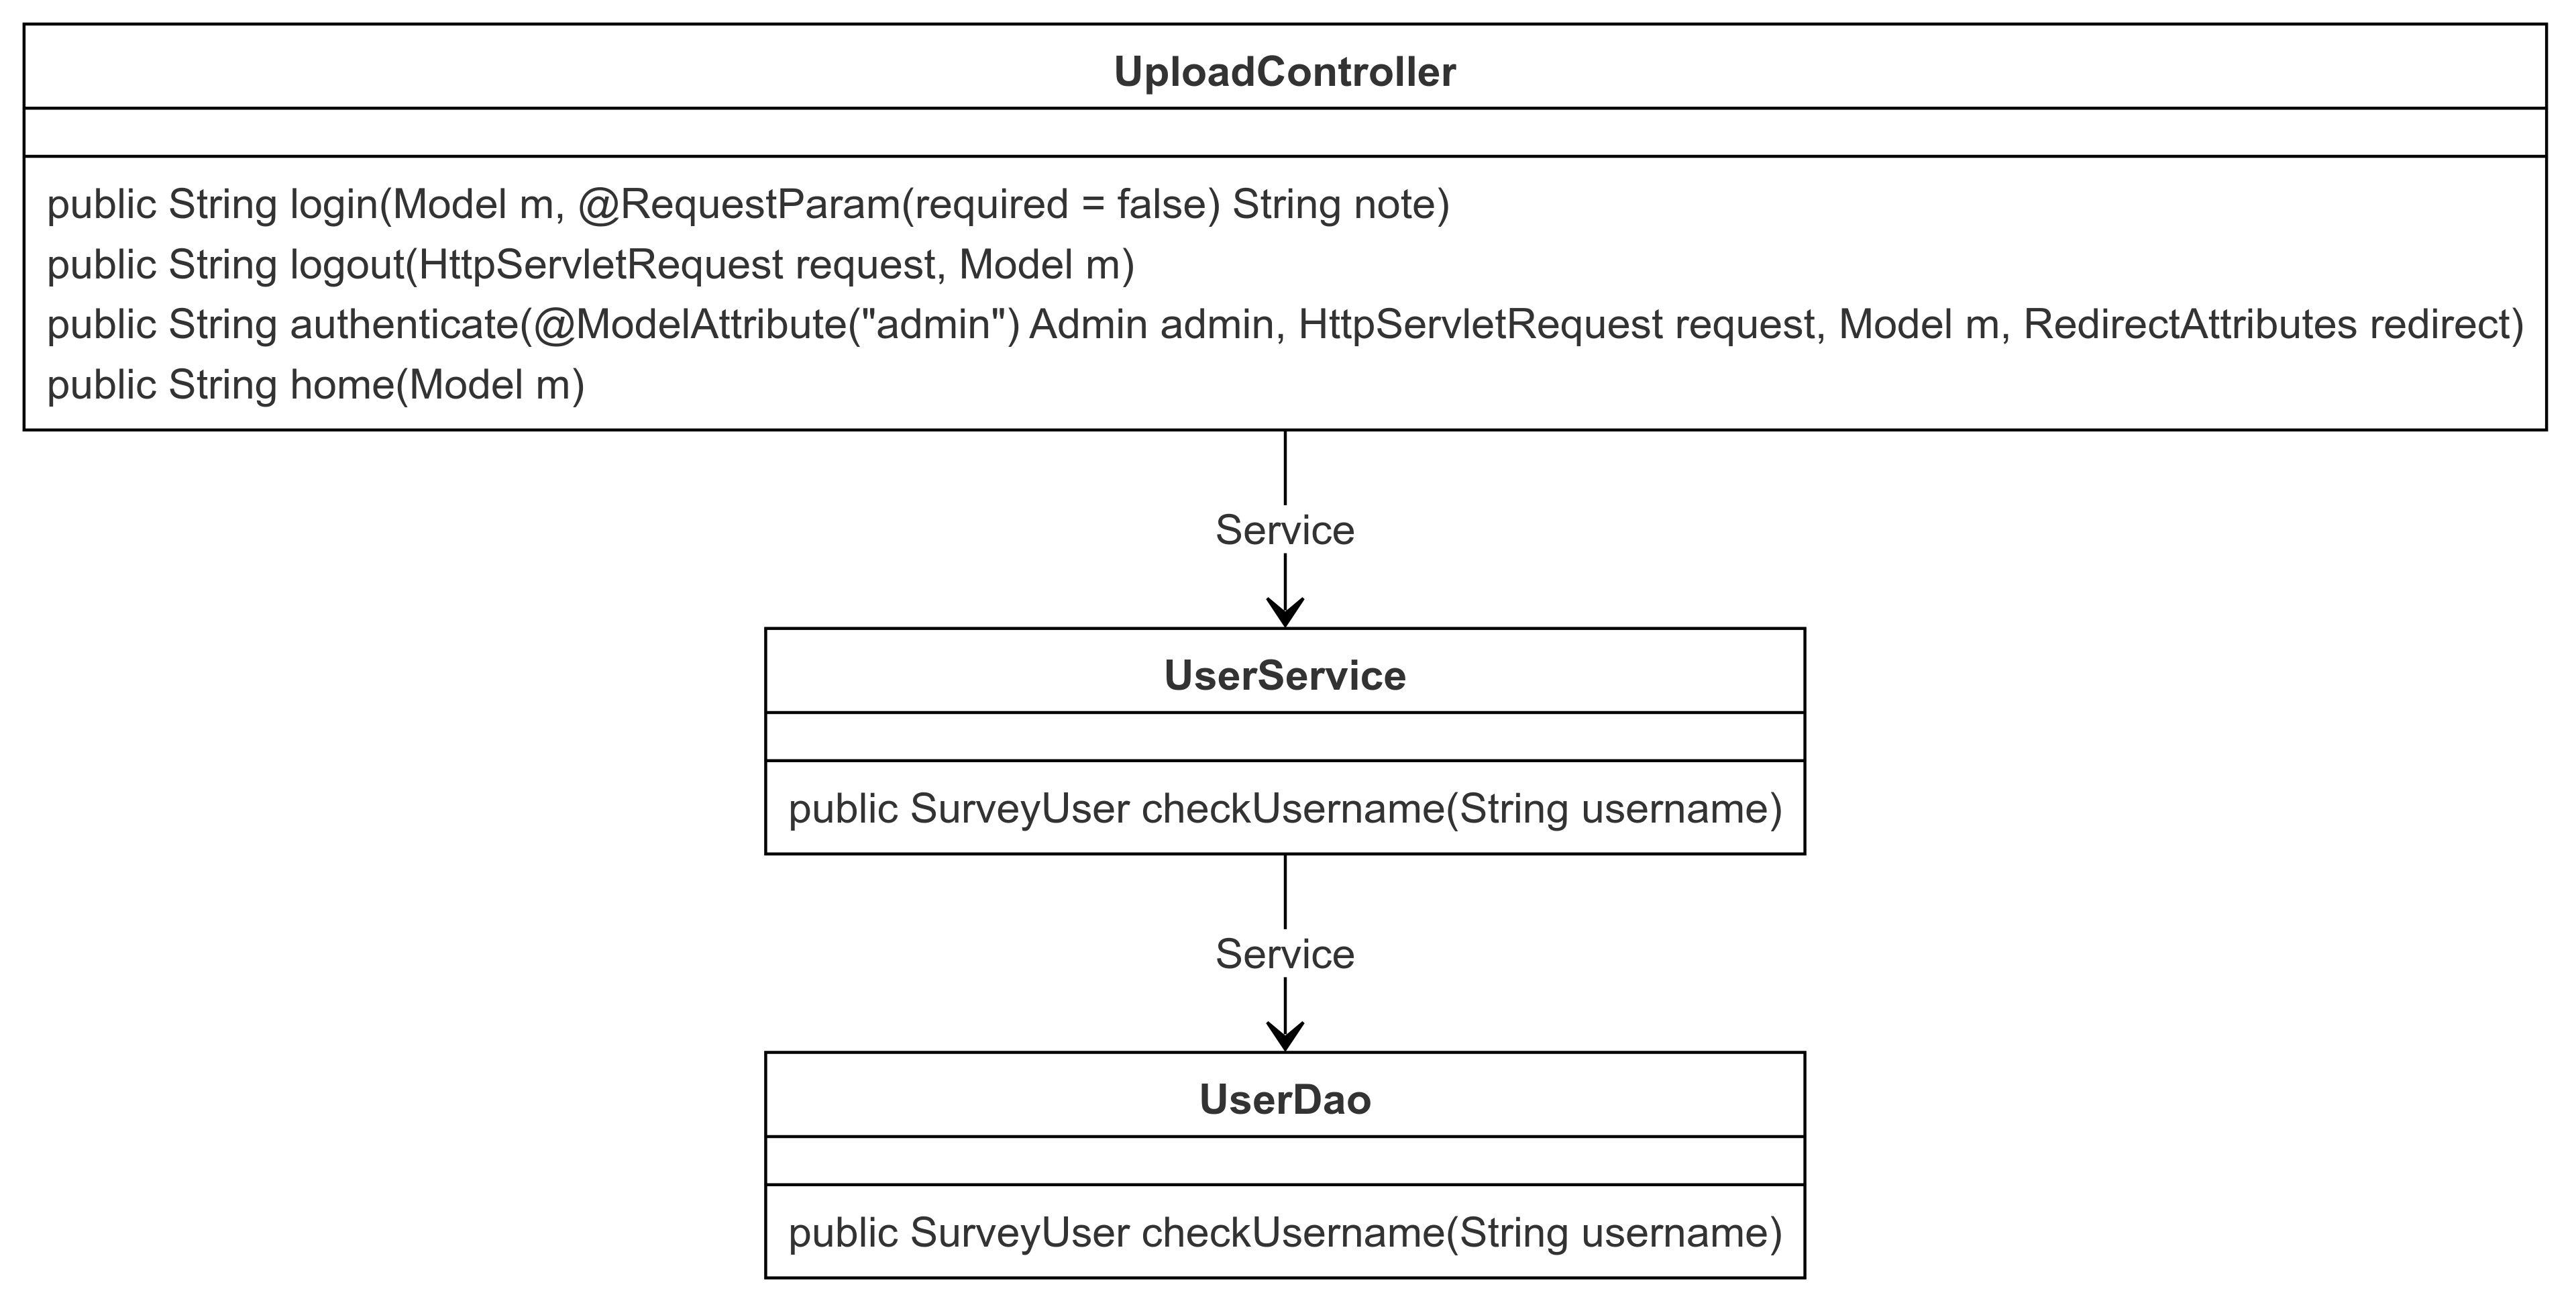 UploadController
public String login(Model m, @RequestParam(required = false) String note)
public String logout(HttpServletRequest request, Model m)
public String authenticate(@ModelAttribute("admin") Admin admin, HttpServletRequest request, Model m, RedirectAttributes redirect)
public String home(Model m)
Service
UserService
public SurveyUser checkUsername(String username)
Service
UserDao
public SurveyUser checkUsername(String username)